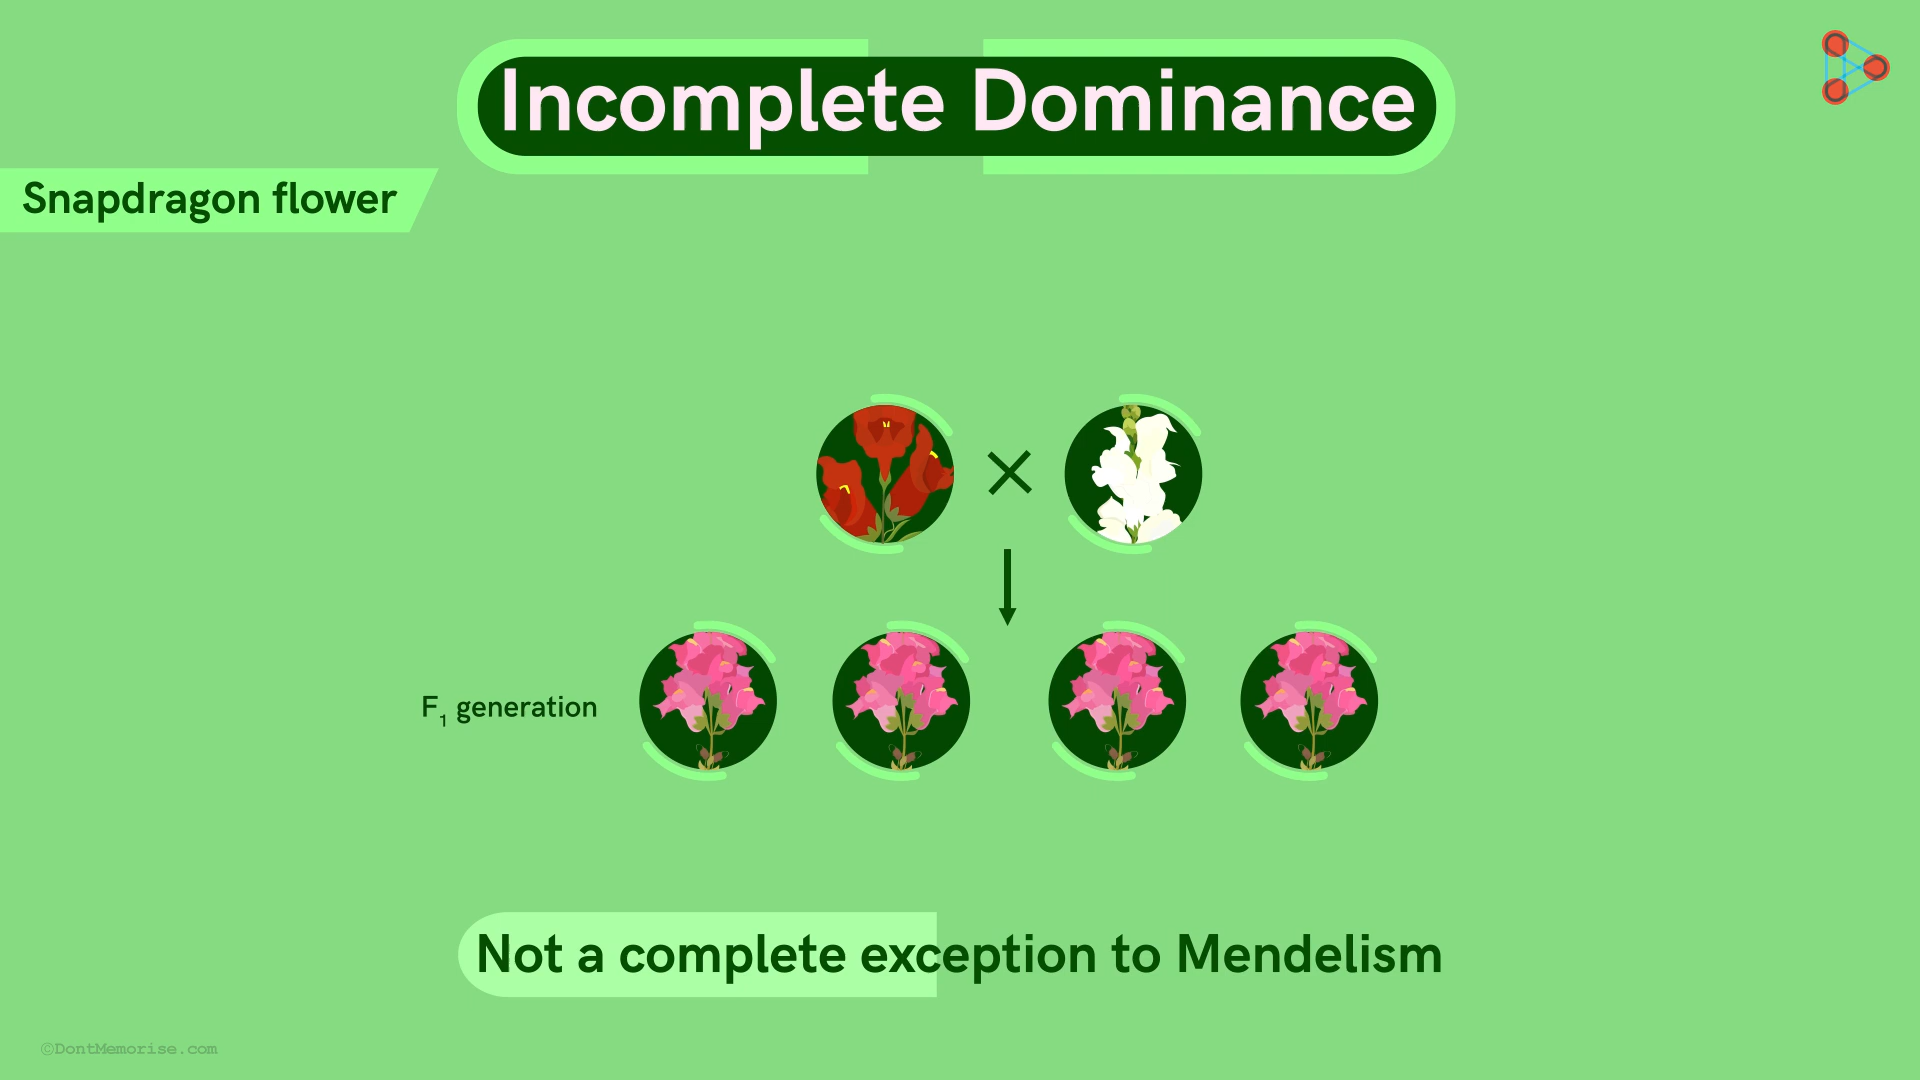 Incomplete Dominance
Snapdragon flower
F₁ generation
Not a complete exception to Mendelism
©DontMemorise.com